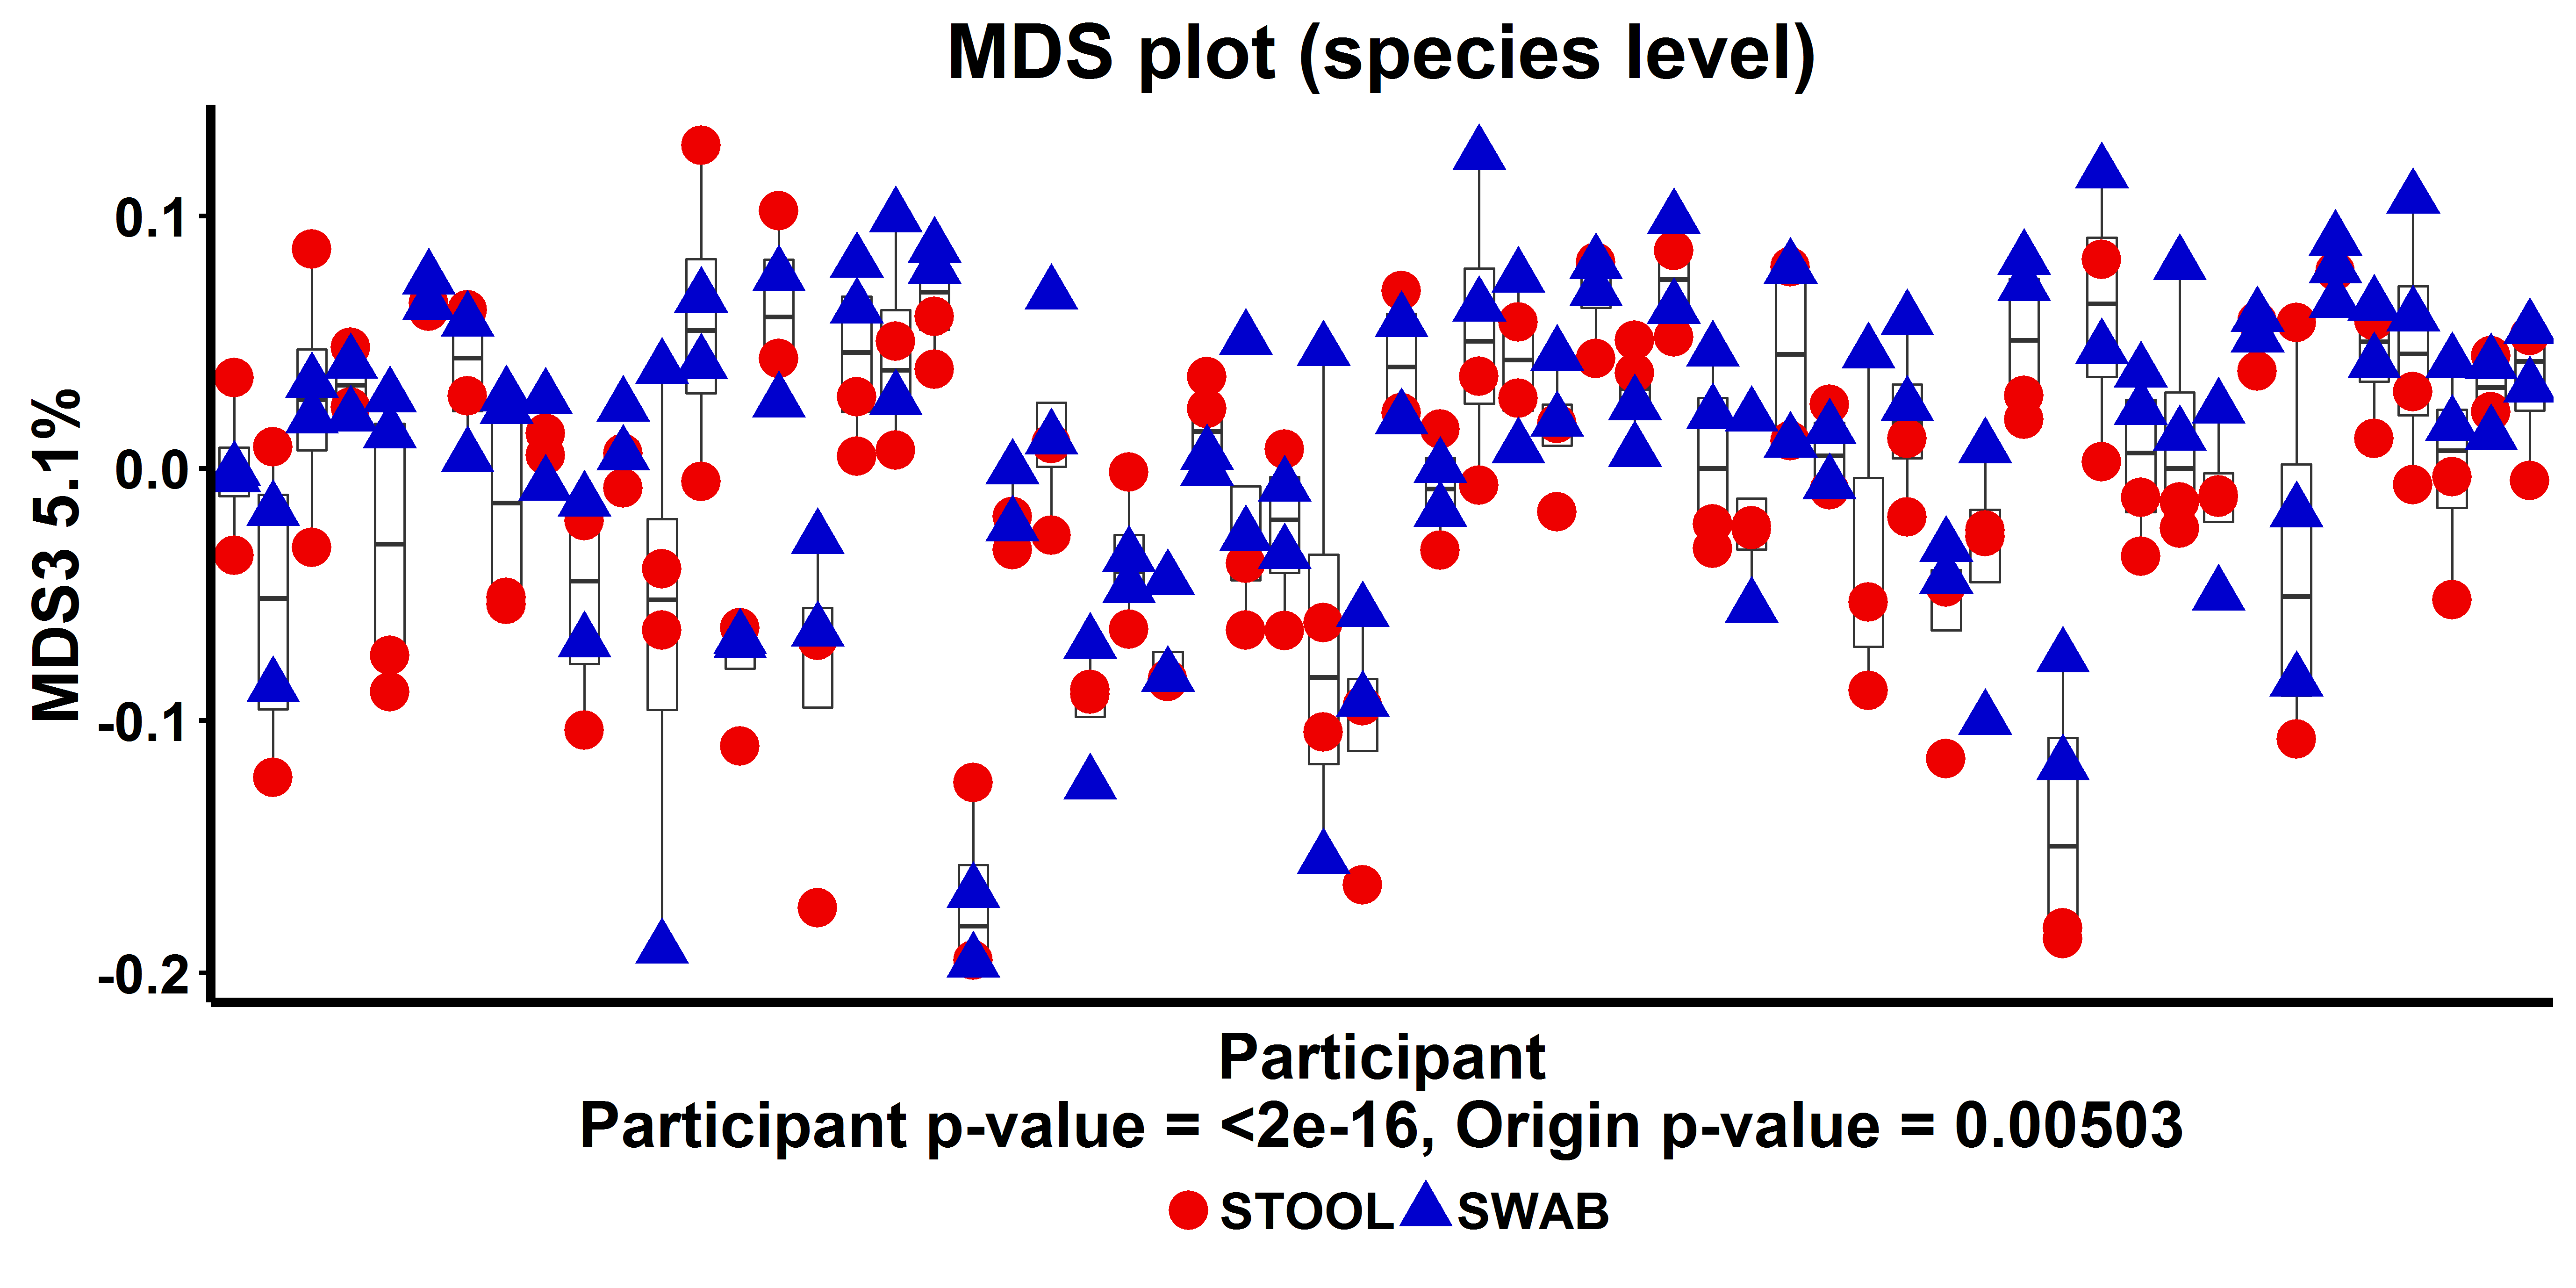 MDS plot (species level)
MDS3 5.1%
0.1
0.0
-0.1
-0.2
Participant
Participant p-value = <2e-16, Origin p-value = 0.00503
STOOL SWAB